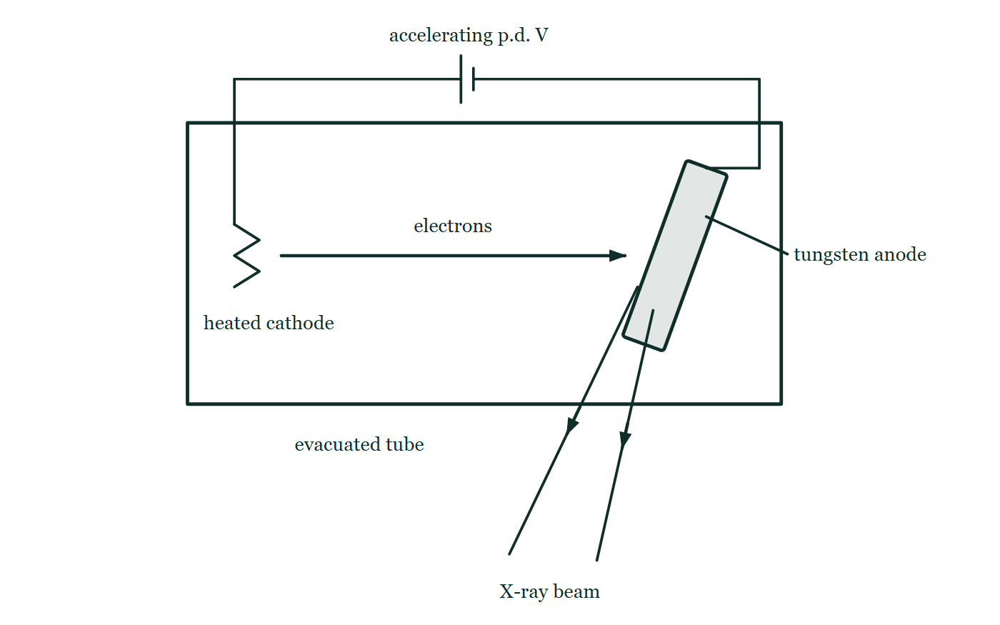 accelerating p.d. V
electrons
tungsten anode
heated cathode
evacuated tube
X-ray beam